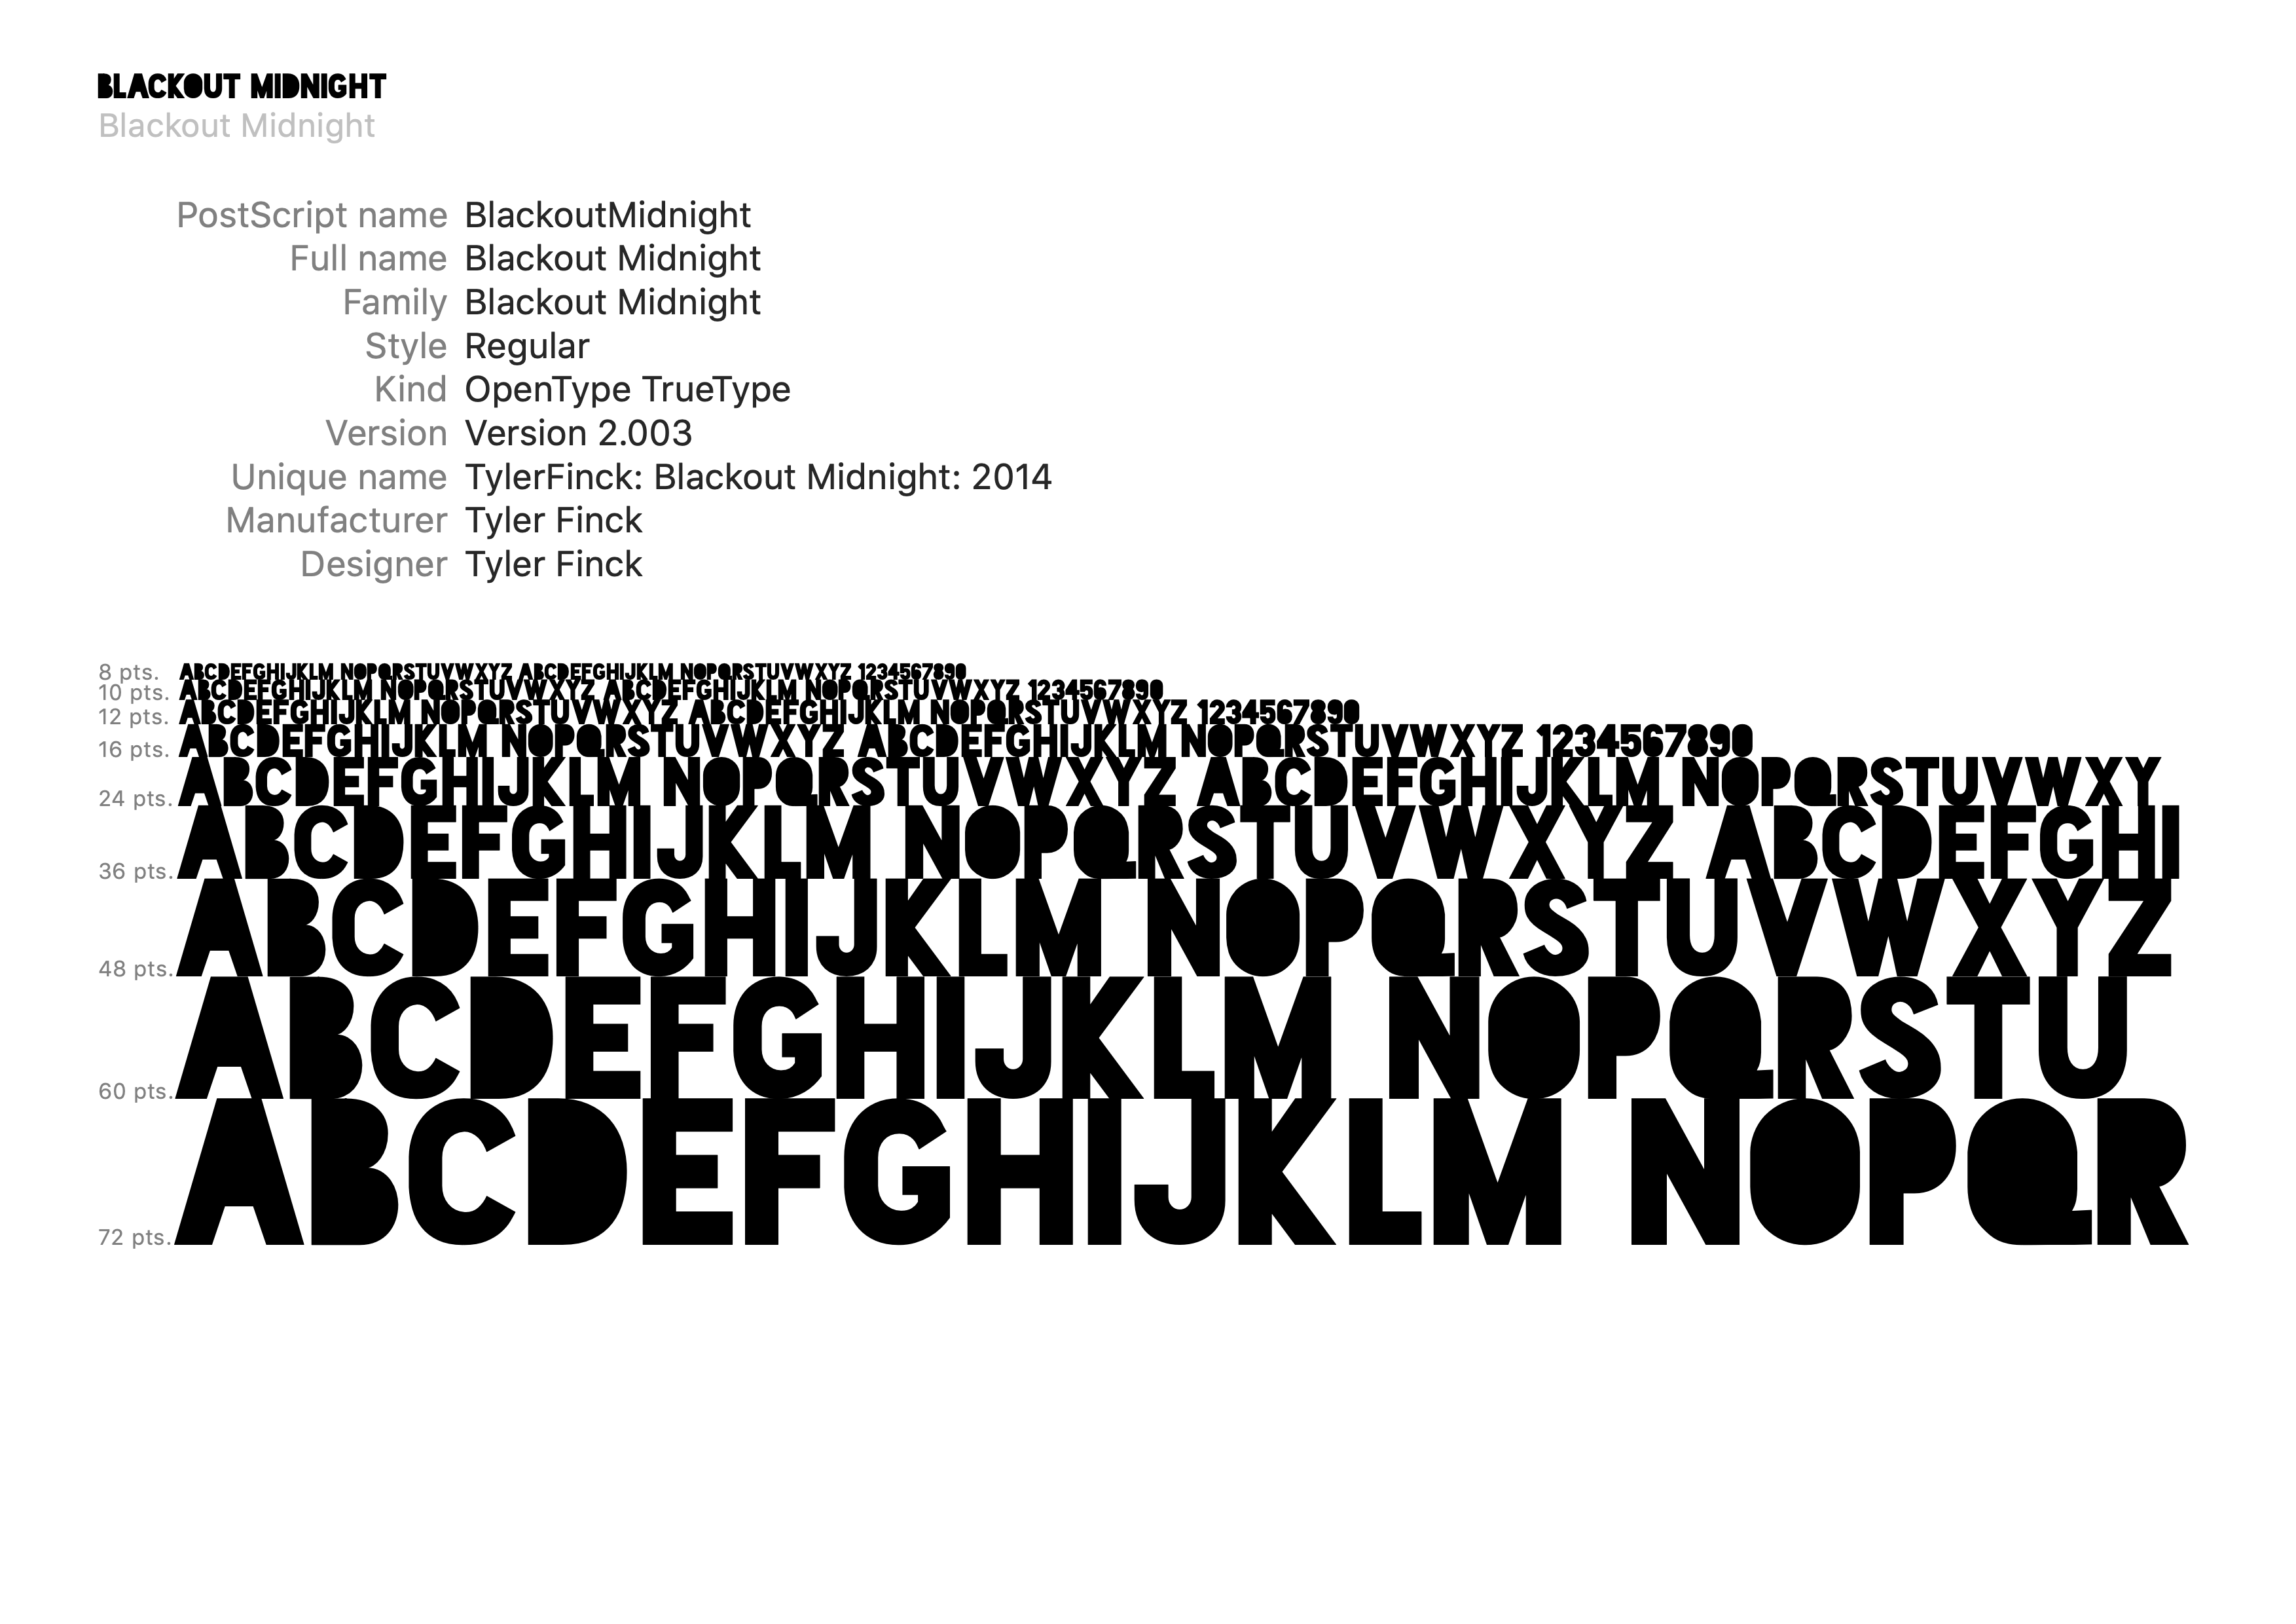 BLACKOUT MIDNIGHT
Blackout Midnight
PostScript name BlackoutMidnight
Full name Blackout Midnight
Family Blackout Midnight
Style Regular
Kind OpenType TrueType
Version Version 2.003
Unique name TylerFinck: Blackout Midnight: 2014
Manufacturer Tyler Finck
Designer Tyler Finck
8 pts. ABCDEFGHIJKLM NOPQRSTUVWXYZ ABCDEFGHIJKLM NOPQRSTUVWXYZ 1234567890
10 pts. ABCDEFGHIJKLM NOPQRSTUVWXYZ ABCDEFGHIJKLM NOPQRSTUVWXYZ 1234567890
12 pts. ABCDEFGHIJKLM NOPQRSTUVWXYZ ABCDEFGHIJKLM NOPQRSTUVWXYZ 1234567890
16 pts. ABCDEFGHIJKLM NOPQRSTUVWXYZ ABCDEFGHIJKLM NOPQRSTUVWXYZ 1234567890
24 pts. ABCDEFGHIJKLM NOPQRSTUVWXYZ ABCDEFGHIJKLM NOPQRSTUVWXY
36 pts. ABCDEFGHIJKLM NOPQRSTUVWXYZ ABCDEFGHI
48 pts. ABCDEFGHIJKLM NOPQRSTUVWXYZ
60 pts. ABCDEFGHIJKLM NOPQRSTU
72 pts. ABCDEFGHIJKLM NOPQR